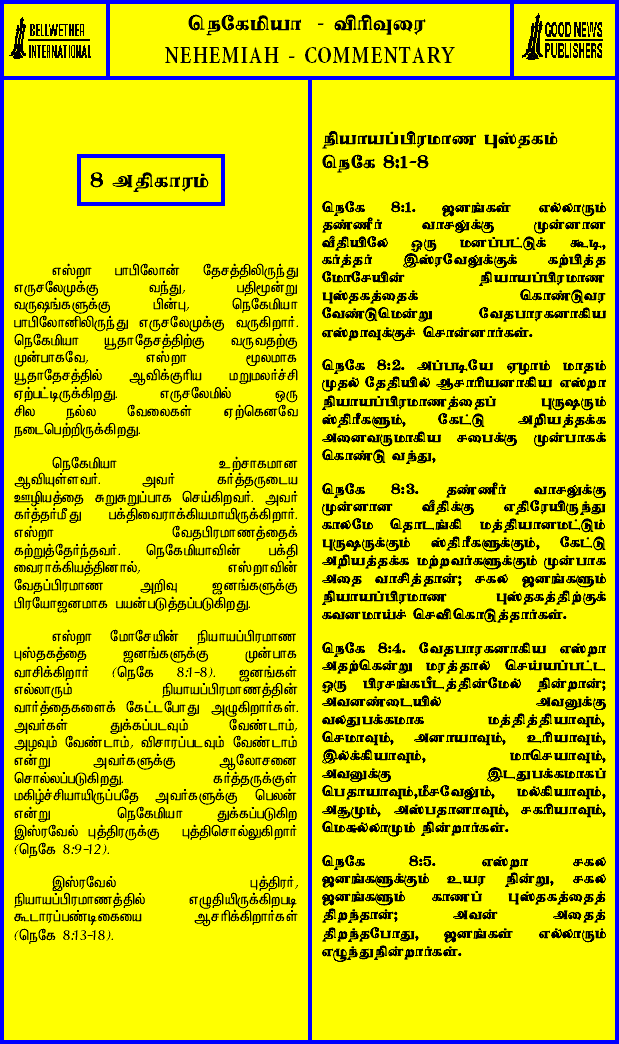 BELLWETHER
INTERNATIONAL
நெகேமியா - விரிவுரை
NEHEMIAH - COMMENTARY
GOOD NEWS
PUBLISHERS
8 அதிகாரம்
எஸ்றா பாபிலோன் தேசத்திலிருந்து
எருசலேமுக்கு வந்து, பதிமூன்று
வருஷங்களுக்கு பின்பு, நெகேமியா
பாபிலோனிலிருந்து எருசலேமுக்கு வருகிறார்.
நெகேமியா யூதாதேசத்திற்கு வருவதற்கு
முன்பாகவே, எஸ்றா மூலமாக
யூதாதேசத்தில் ஆவிக்குரிய மறுமலர்ச்சி
ஏற்பட்டிருக்கிறது. எருசலேமில் ஒரு
சில நல்ல வேலைகள் ஏற்கெனவே
நடைபெற்றிருக்கிறது.
நெகேமியா உற்சாகமான
ஆவியுள்ளவர். அவர் கர்த்தருடைய
ஊழியத்தை சுறுசுறுப்பாக செய்கிறவர். அவர்
கர்த்தர்மீது பக்திவைராக்கியமாயிருக்கிறார்.
எஸ்றா வேதபிரமாணத்தைக்
கற்றுத்தேர்ந்தவர். நெகேமியாவின் பக்தி
வைராக்கியத்தினால், எஸ்றாவின்
வேதப்பிரமாண அறிவு ஜனங்களுக்கு
பிரயோஜனமாக பயன்படுத்தப்படுகிறது.
எஸ்றா மோசேயின் நியாயப்பிரமாண
புஸ்தகத்தை ஜனங்களுக்கு முன்பாக
வாசிக்கிறார் (நெகே 8:1-8). ஜனங்கள்
எல்லாரும் நியாயப்பிரமாணத்தின்
வார்த்தைகளைக் கேட்டபோது அழுகிறார்கள்.
அவர்கள் துக்கப்படவும் வேண்டாம்,
அழவும் வேண்டாம், விசாரப்படவும் வேண்டாம்
என்று அவர்களுக்கு ஆலோசனை
சொல்லப்படுகிறது. கர்த்தருக்குள்
மகிழ்ச்சியாயிருப்பதே அவர்களுக்கு பெலன்
என்று நெகேமியா துக்கப்படுகிற
இஸ்ரவேல் புத்திரருக்கு புத்திசொல்லுகிறார்
(நெகே 8:9-12).
இஸ்ரவேல் புத்திரர்,
நியாயப்பிரமாணத்தில் எழுதியிருக்கிறபடி
கூடாரப்பண்டிகையை ஆசரிக்கிறார்கள்
(நெகே 8:13-18).
நியாயப்பிரமாண புஸ்தகம்
நெகே 8:1-8
நெகே 8:1. ஜனங்கள் எல்லாரும்
தண்ணீர் வாசலுக்கு முன்னான
வீதியிலே ஒரு மனப்பட்டுக் கூடி,
கர்த்தர் இஸ்ரவேலுக்குக் கற்பித்த
மோசேயின் நியாயப்பிரமாண
புஸ்தகத்தைக் கொண்டுவர
வேண்டுமென்று வேதபாரகனாகிய
எஸ்றாவுக்குச் சொன்னார்கள்.
நெகே 8:2. அப்படியே ஏழாம் மாதம்
முதல் தேதியில் ஆசாரியனாகிய எஸ்றா
நியாயப்பிரமாணத்தைப் புருஷரும்
ஸ்திரீகளும், கேட்டு அறியத்தக்க
அனைவருமாகிய சபைக்கு முன்பாகக்
கொண்டு வந்து,
நெகே 8:3. தண்ணீர் வாசலுக்கு
முன்னான வீதிக்கு எதிரேயிருந்து
காலமே தொடங்கி மத்தியானமட்டும்
புருஷருக்கும் ஸ்திரீகளுக்கும், கேட்டு
அறியத்தக்க மற்றவர்களுக்கும் முன்பாக
அதை வாசித்தான்; சகல ஜனங்களும்
நியாயப்பிரமாண புஸ்தகத்திற்குக்
கவனமாய்ச் செவிகொடுத்தார்கள்.
நெகே 8:4. வேதபாரகனாகிய எஸ்றா
அதற்கென்று மரத்தால் செய்யப்பட்ட
ஒரு பிரசங்கபீடத்தின்மேல் நின்றான்;
அவனண்டையில் அவனுக்கு
வலதுபக்கமாக மத்தித்தியாவும்,
செமாவும், அனாயாவும், உரியாவும்,
இல்க்கியாவும், மாசெயாவும்,
அவனுக்கு இடதுபக்கமாகப்
பெதாயாவும்,மீசவேலும், மல்கியாவும்,
அசூமும், அஸ்பதானாவும், சகரியாவும்,
மெசுல்லாமும் நின்றார்கள்.
நெகே 8:5. எஸ்றா சகல
ஜனங்களுக்கும் உயர நின்று, சகல
ஜனங்களும் காணப் புஸ்தகத்தைத்
திறந்தான்; அவன் அதைத்
திறந்தபோது, ஜனங்கள் எல்லாரும்
எழுந்துநின்றார்கள்.